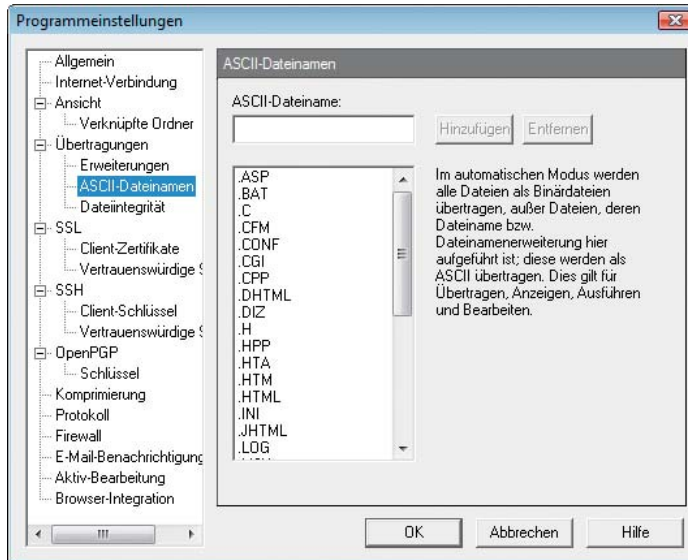 Programmeinstellungen
Allgemein
Internet-Verbindung
Ansicht
Verknüpfte Ordner
Übertragungen
Erweiterungen
ASCII-Dateinamen
Dateiintegrität
SSL
Client-Zertifikate
Vertrauenswürdige
SSH
Client-Schlüssel
Vertrauenswürdige
OpenPGP
Schlüssel
Komprimierung
Protokoll
Firewall
E-Mail-Benachrichtigung
Aktiv-Bearbeitung
Browser-Integration
ASCII-Dateinamen
ASCII-Dateiname:
Hinzufügen Entfernen
.ASP
.BAT
.C
.CFM
.CONF
.CGI
.CPP
.DHTML
.DIZ
.H
.HPP
.HTA
.HTM
.HTML
.INI
.JHTML
.LOG
Im automatischen Modus werden
alle Dateien als Binärdateien
übertragen, außer Dateien, deren
Dateiname bzw.
Dateinamenerweiterung hier
aufgeführt ist; diese werden als
ASCII übertragen. Dies gilt für
Übertragen, Anzeigen, Ausführen
und Bearbeiten.
OK Abbrechen Hilfe